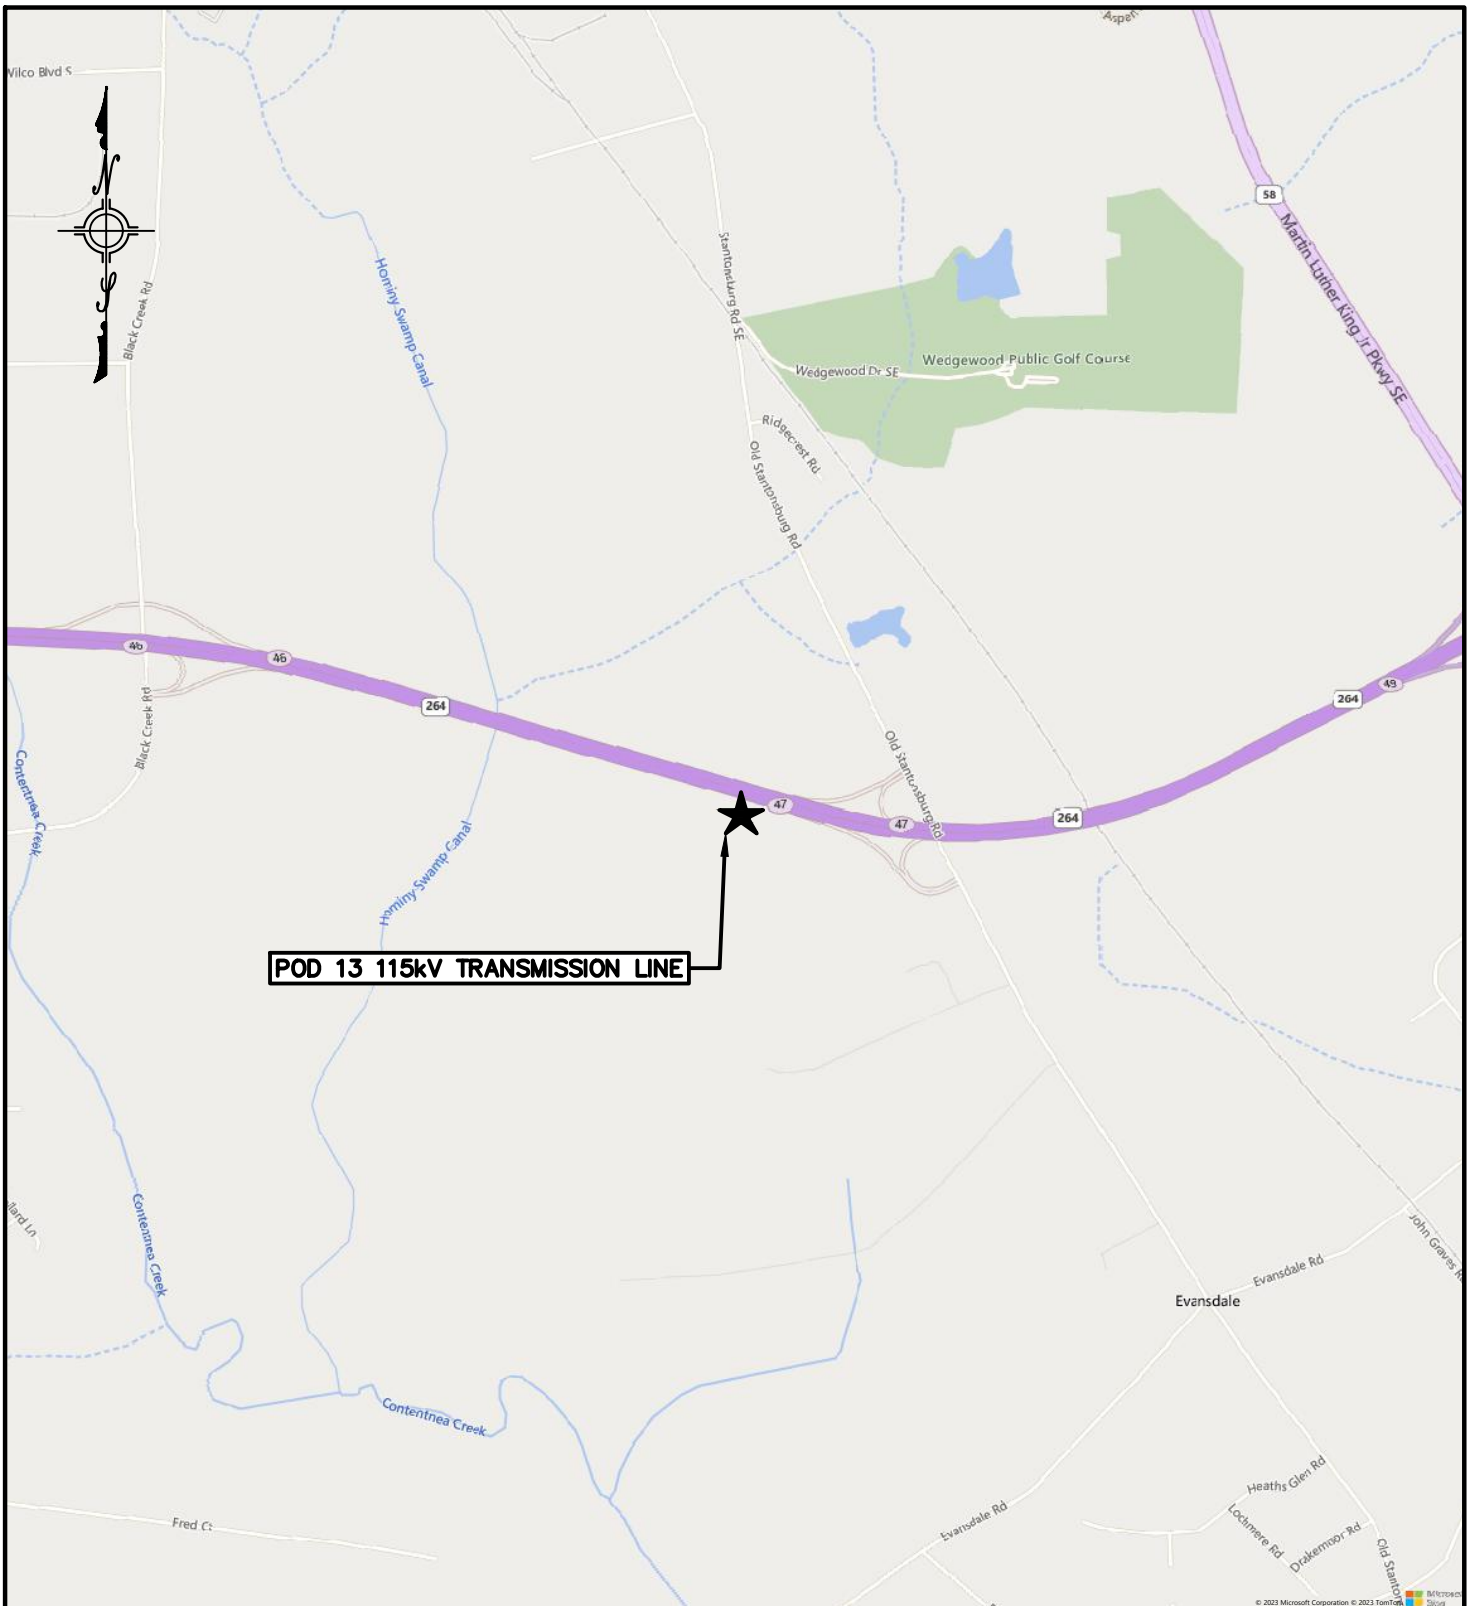 Wilco Blvd S
N
S
Black Creek Rd
Hominy Swamp Canal
Stantonsburg Rd SE
58
Martin Luther King Jr Pkwy SE
Wedgewood Public Golf Course
Wedgewood Dr SE
Ridgecrest Rd
Old Stantonsburg Rd
46
46
264
Black Creek Rd
Contentnea Creek
264
49
Old Stantonsburg Rd
47
47
264
Hominy Swamp Canal
POD 13 115kV TRANSMISSION LINE
Contentnea Creek
John Graves
Evansdale Rd
Evansdale
Contentnea Creek
Fred Ct
Evansdale Rd
Heaths Glen Rd
Lochmere Rd
Drakemoor Rd
Old Stanton
© 2023 Microsoft Corporation © 2023 TomTom